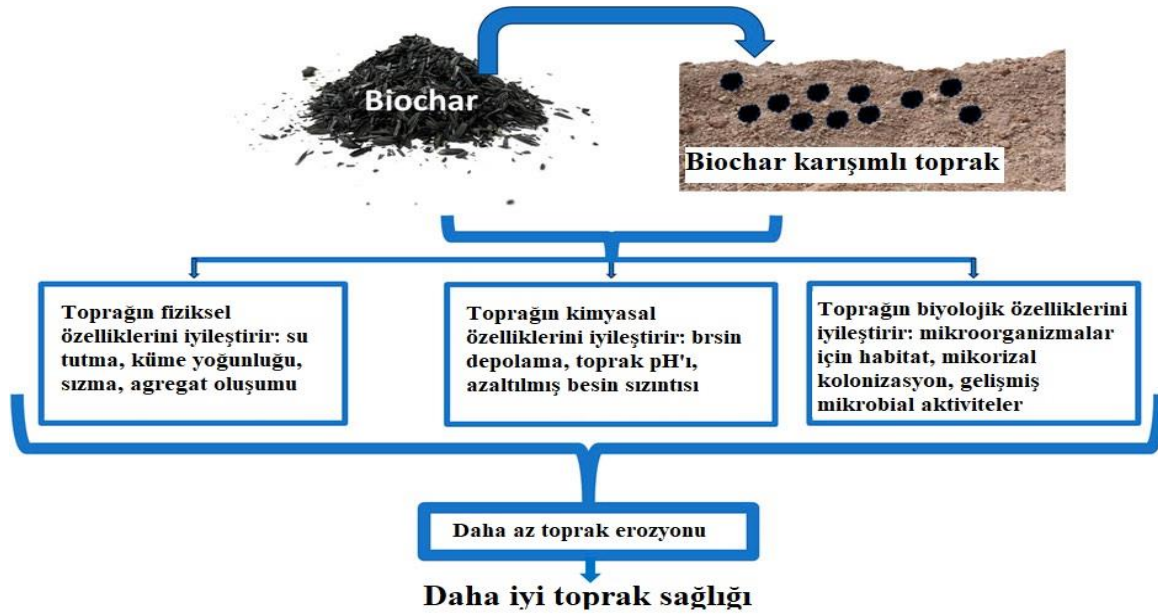 Biochar
Biochar karışımlı toprak
Toprağın fiziksel
özelliklerini iyileştirir: su
tutma, küme yoğunluğu,
sızma, agregat oluşumu
Toprağın kimyasal
özelliklerini iyileştirir: brsin
depolama, toprak pH'ı,
azaltılmış besin sızıntısı
Toprağın biyolojik özelliklerini
iyileştirir: mikroorganizmalar
için habitat, mikorizal
kolonizasyon, gelişmiş
mikrobial aktiviteler
Daha az toprak erozyonu
Daha iyi toprak sağlığı